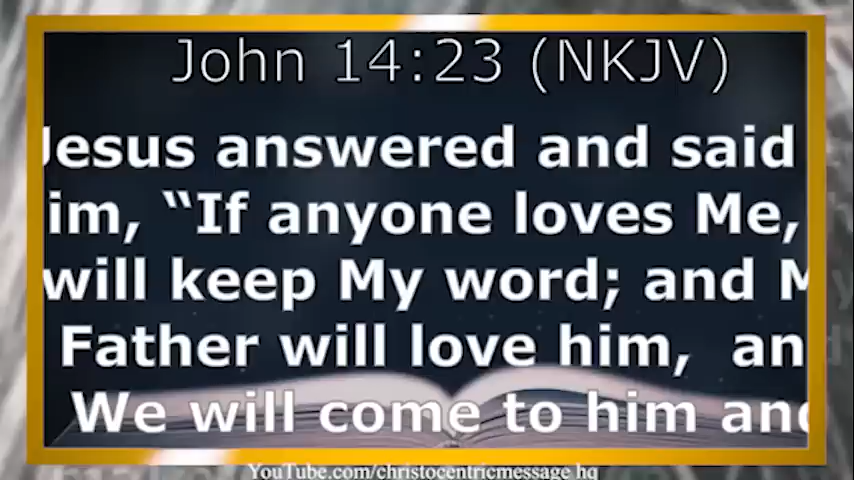 John 14:23 (NKJV)
Jesus answered and said
im, “If anyone loves Me,
will keep My word; and M
Father will love him, an
We will come to him and
YouTube.com/christocentricmessage.hq